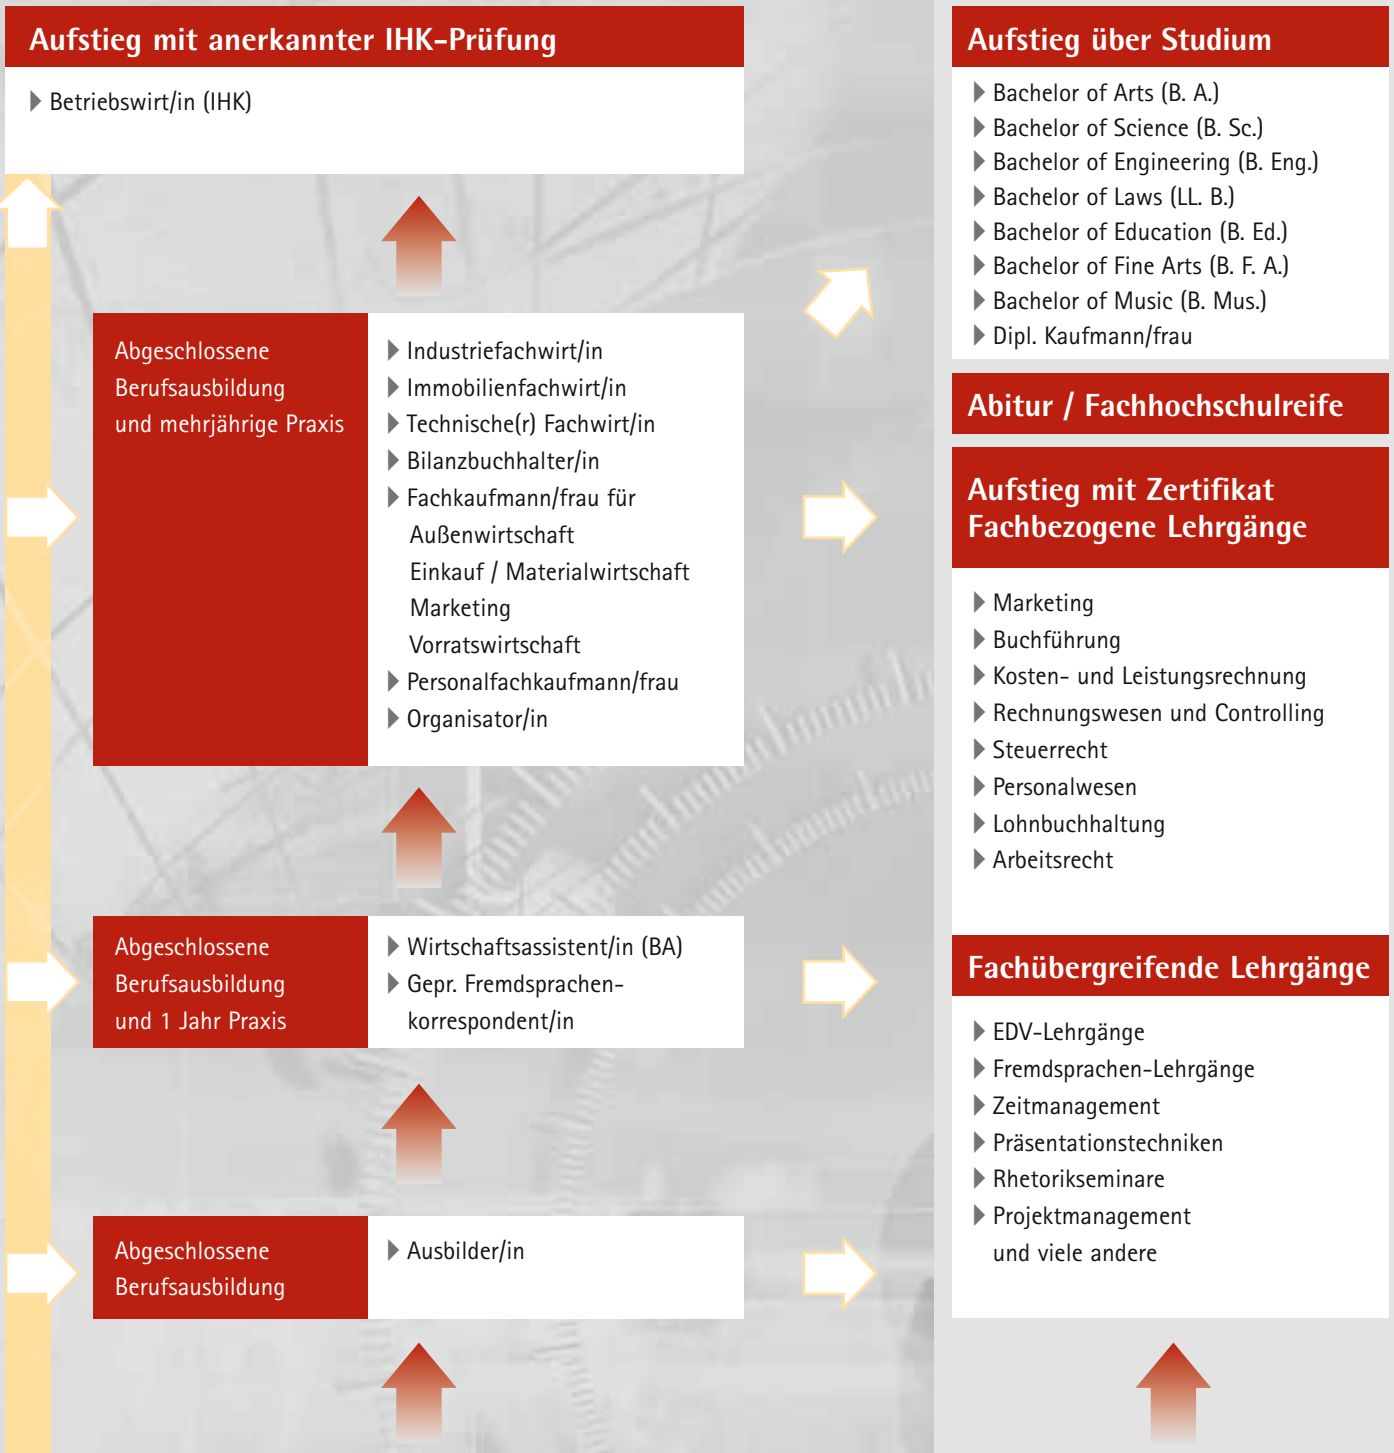 Aufstieg mit anerkannter IHK-Prüfung
Betriebswirt/in (IHK)
Abgeschlossene
Berufsausbildung
und mehrjährige Praxis
Industriefachwirt/in
Immobilienfachwirt/in
Technische(r) Fachwirt/in
Bilanzbuchhalter/in
Fachkaufmann/frau für
Außenwirtschaft
Einkauf / Materialwirtschaft
Marketing
Vorratswirtschaft
Personalfachkaufmann/frau
Organisator/in
Abgeschlossene
Berufsausbildung
und 1 Jahr Praxis
Wirtschaftsassistent/in (BA)
Gepr. Fremdsprachen-
korrespondent/in
Abgeschlossene
Berufsausbildung
Ausbilder/in
Aufstieg über Studium
Bachelor of Arts (B. A.)
Bachelor of Science (B. Sc.)
Bachelor of Engineering (B. Eng.)
Bachelor of Laws (LL. B.)
Bachelor of Education (B. Ed.)
Bachelor of Fine Arts (B. F. A.)
Bachelor of Music (B. Mus.)
Dipl. Kaufmann/frau
Abitur / Fachhochschulreife
Aufstieg mit Zertifikat
Fachbezogene Lehrgänge
Marketing
Buchführung
Kosten- und Leistungsrechnung
Rechnungswesen und Controlling
Steuerrecht
Personalwesen
Lohnbuchhaltung
Arbeitsrecht
Fachübergreifende Lehrgänge
EDV-Lehrgänge
Fremdsprachen-Lehrgänge
Zeitmanagement
Präsentationstechniken
Rhetorikseminare
Projektmanagement
und viele andere